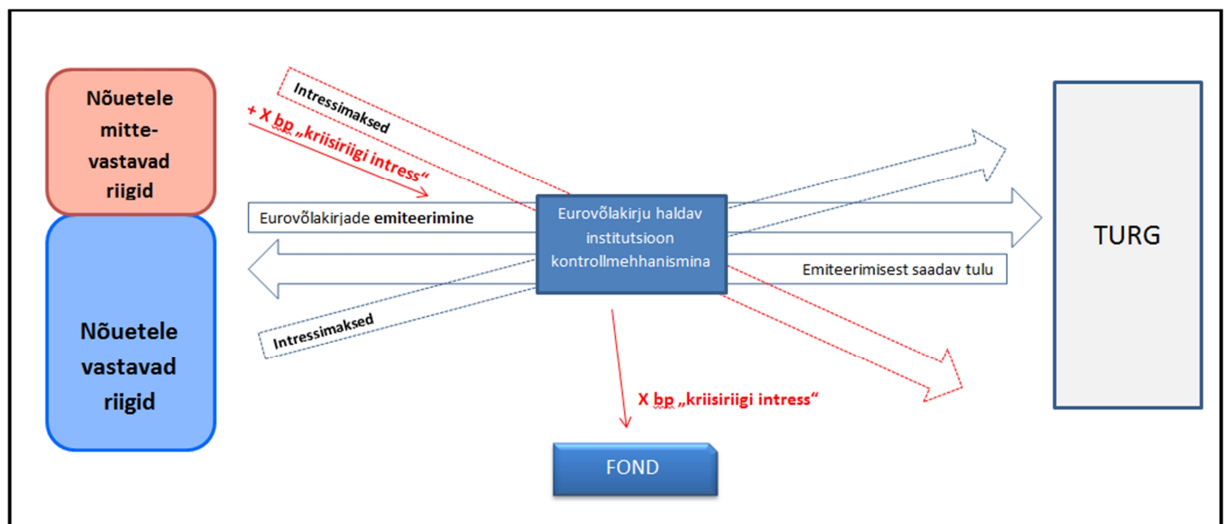 Nõuetele
mitte-
vastavad
riigid
Nõuetele
vastavad
riigid
Intressimaksed
+ X bp „kriisiriigi intress“
Eurovõlakirjade emiteerimine
Intressimaksed
Eurovõlakirju haldav
institutsioon
kontrollmehhanismina
Emiteerimisest saadav tulu
X bp „kriisiriigi intress“
FOND
TURG